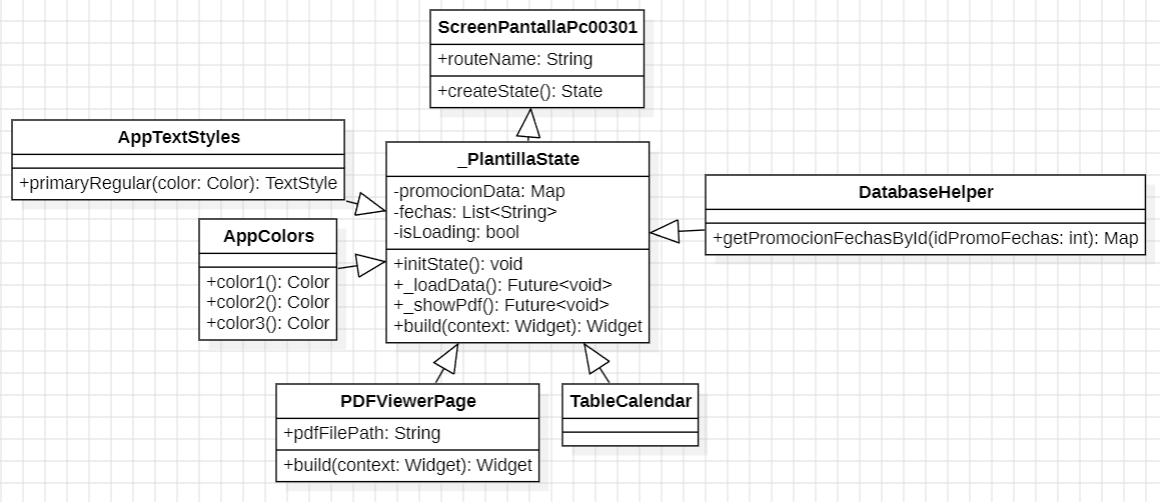 ScreenPantallaPc00301
+routeName: String
+createState(): State
AppTextStyles
+primaryRegular(color: Color): TextStyle
_PlantillaState
-promocionData: Map
-fechas: List<String>
-isLoading: bool
+initState(): void
+_loadData(): Future<void>
+_showPdf(): Future<void>
+build(context: Widget): Widget
DatabaseHelper
+getPromocionFechasById(idPromoFechas: int): Map
AppColors
+color1(): Color
+color2(): Color
+color3(): Color
PDFViewerPage
+pdfFilePath: String
+build(context: Widget): Widget
TableCalendar